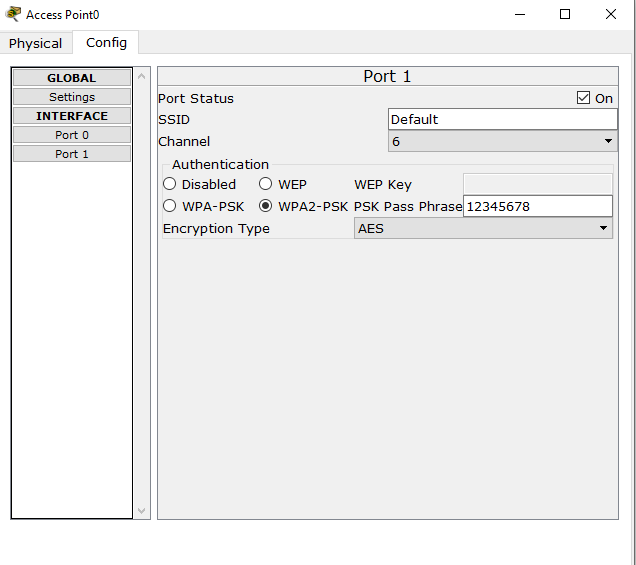 Access Point0
Physical Config
GLOBAL
Settings
INTERFACE
Port 0
Port 1
Port 1
Port Status On
SSID Default
Channel 6
Authentication
Disabled WEP WEP Key
WPA-PSK WPA2-PSK PSK Pass Phrase 12345678
Encryption Type AES